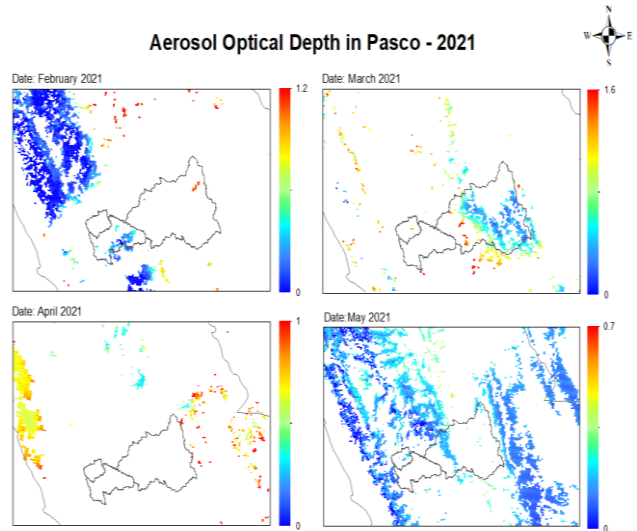 N
Aerosol Optical Depth in Pasco - 2021
W E
S
Date: February 2021
1.2
0
Date: March 2021
1.6
0
Date: April 2021
1
0
Date:May 2021
0.7
0